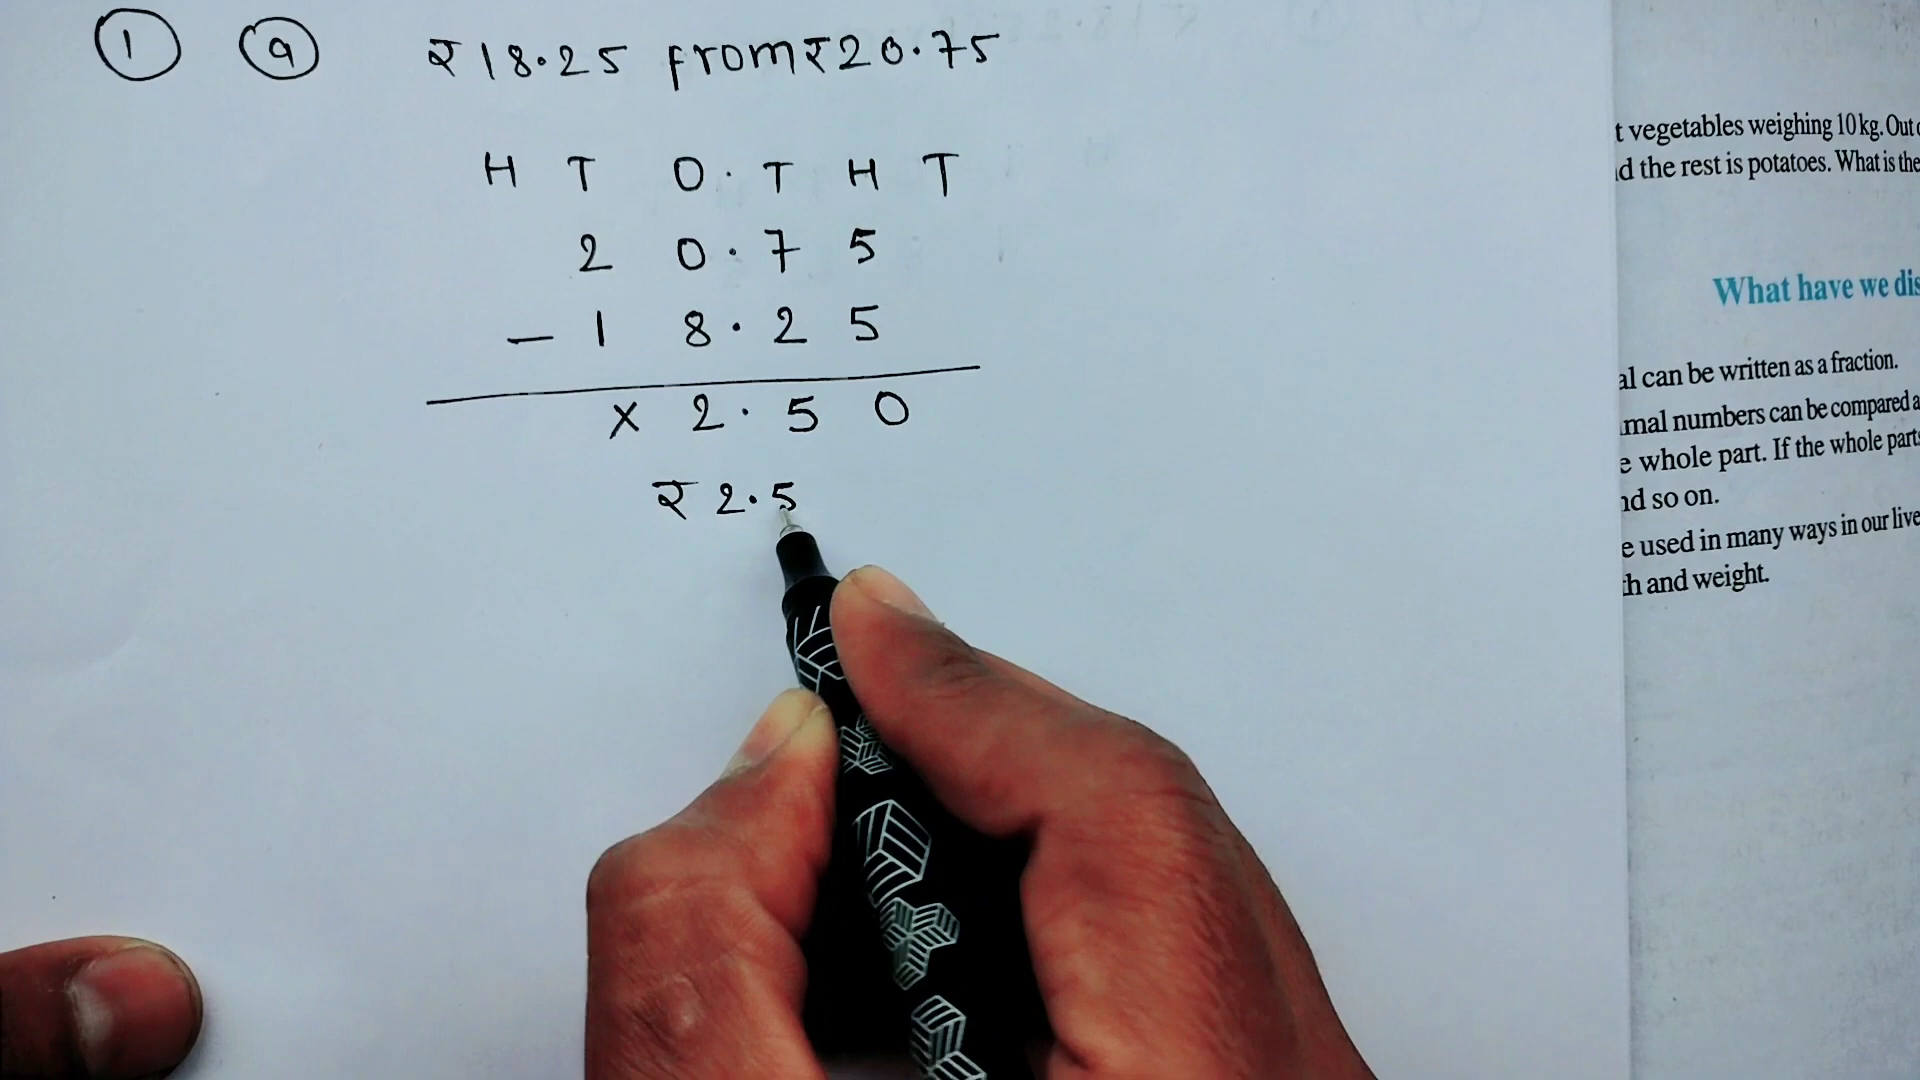 1 a ₹18.25 from ₹20.75
H T O . T H T
2 0 . 7 5
- 1 8 . 2 5
x 2 . 5 0
₹ 2.5
t vegetables weighing 10 kg. Out
d the rest is potatoes. What is the
What have we dis
al can be written as a fraction.
mal numbers can be compared a
e whole part. If the whole parts
nd so on.
e used in many ways in our live
th and weight.